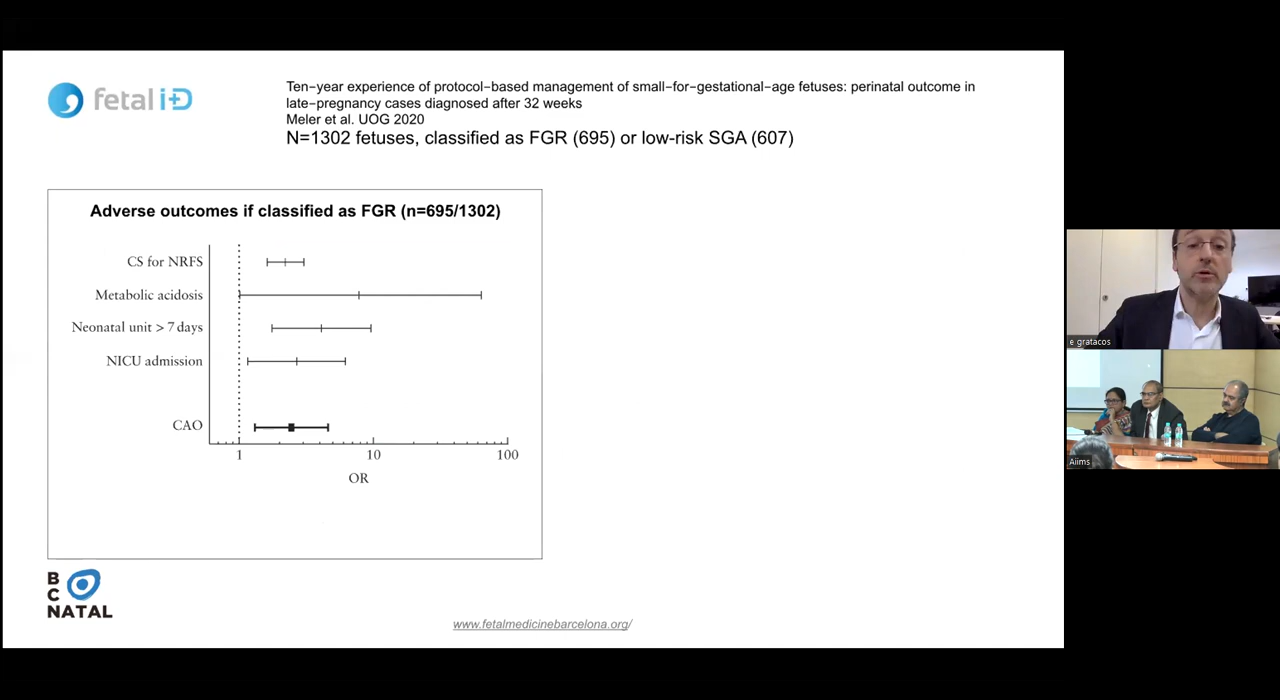 fetal iD
Ten-year experience of protocol-based management of small-for-gestational-age fetuses: perinatal outcome in
late-pregnancy cases diagnosed after 32 weeks
Meler et al. UOG 2020
N=1302 fetuses, classified as FGR (695) or low-risk SGA (607)
Adverse outcomes if classified as FGR (n=695/1302)
CS for NRFS
Metabolic acidosis
Neonatal unit > 7 days
NICU admission
CAO
1 10 100
OR
B
C
NATAL
www.fetalmedicinebarcelona.org/
e gratacos
Aiims